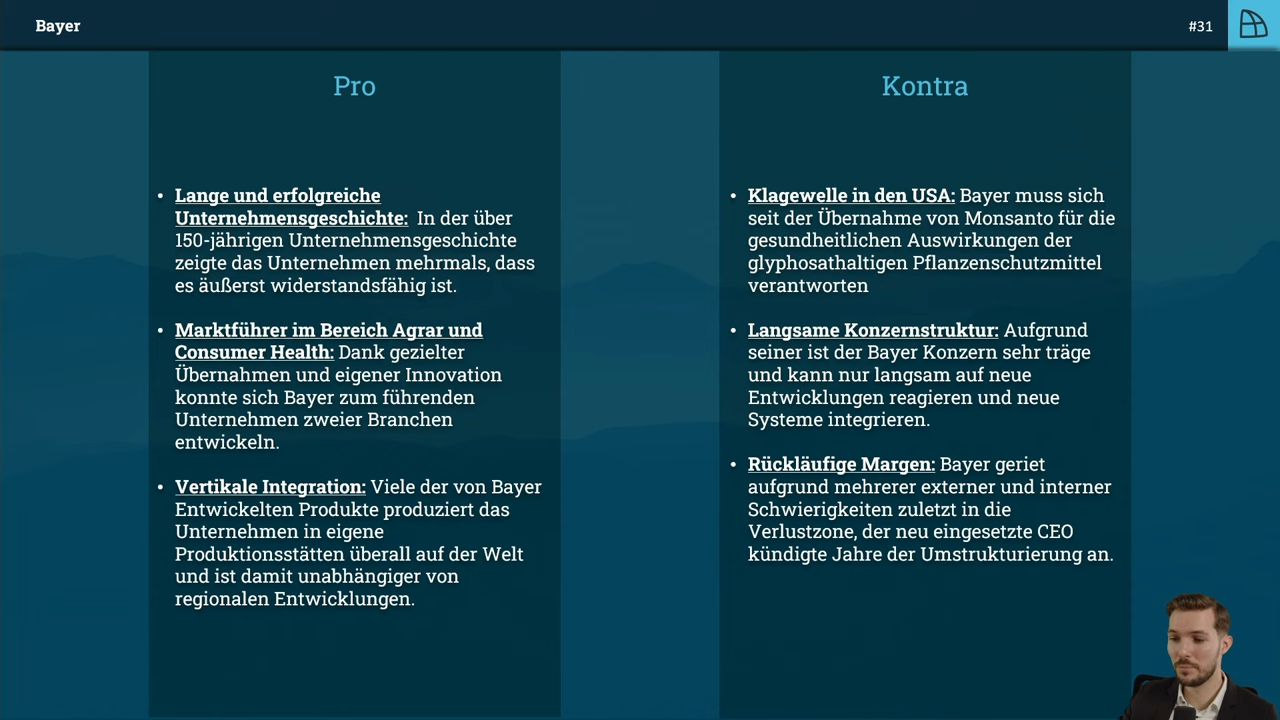 Bayer
#31
Pro
• Lange und erfolgreiche
Unternehmensgeschichte: In der über
150-jährigen Unternehmensgeschichte
zeigte das Unternehmen mehrmals, dass
es äußerst widerstandsfähig ist.
• Marktführer im Bereich Agrar und
Consumer Health: Dank gezielter
Übernahmen und eigener Innovation
konnte sich Bayer zum führenden
Unternehmen zweier Branchen
entwickeln.
• Vertikale Integration: Viele der von Bayer
Entwickelten Produkte produziert das
Unternehmen in eigene
Produktionsstätten überall auf der Welt
und ist damit unabhängiger von
regionalen Entwicklungen.
Kontra
• Klagewelle in den USA: Bayer muss sich
seit der Übernahme von Monsanto für die
gesundheitlichen Auswirkungen der
glyphosathaltigen Pflanzenschutzmittel
verantworten
• Langsame Konzernstruktur: Aufgrund
seiner ist der Bayer Konzern sehr träge
und kann nur langsam auf neue
Entwicklungen reagieren und neue
Systeme integrieren.
• Rückläufige Margen: Bayer geriet
aufgrund mehrerer externer und interner
Schwierigkeiten zuletzt in die
Verlustzone, der neu eingesetzte CEO
kündigte Jahre der Umstrukturierung an.